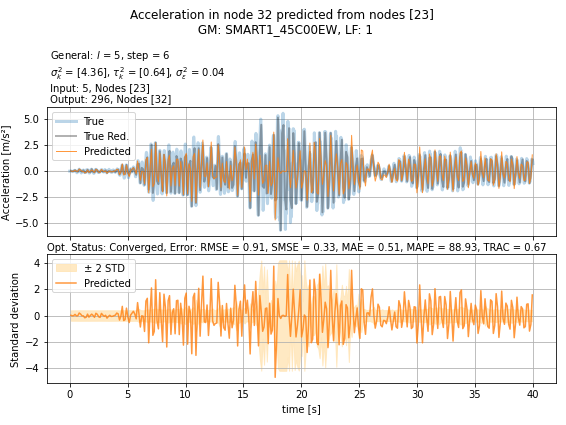 Acceleration in node 32 predicted from nodes [23]
GM: SMART1_45C00EW, LF: 1
General: l = 5, step = 6
σ²ₖ = [4.36], τ²ₖ = [0.64], σ²_ε = 0.04
Input: 5, Nodes [23]
Output: 296, Nodes [32]
Acceleration [m/s²]
5.0
2.5
0.0
−2.5
−5.0
True
True Red.
Predicted
Opt. Status: Converged, Error: RMSE = 0.91, SMSE = 0.33, MAE = 0.51, MAPE = 88.93, TRAC = 0.67
Standard deviation
4
2
0
−2
−4
± 2 STD
Predicted
0 5 10 15 20 25 30 35 40
time [s]